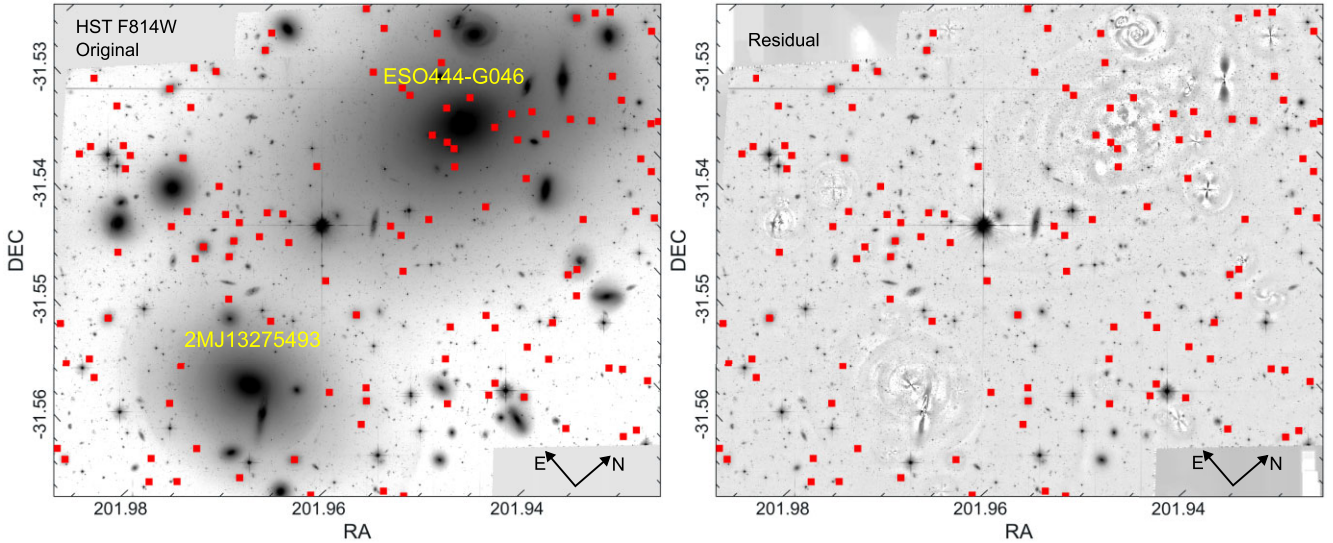 HST F814W
Original
ESO444-G046
2MJ13275493
E
N
DEC
-31.53
-31.54
-31.55
-31.56
201.98
201.96
201.94
RA
Residual
E
N
DEC
-31.53
-31.54
-31.55
-31.56
201.98
201.96
201.94
RA